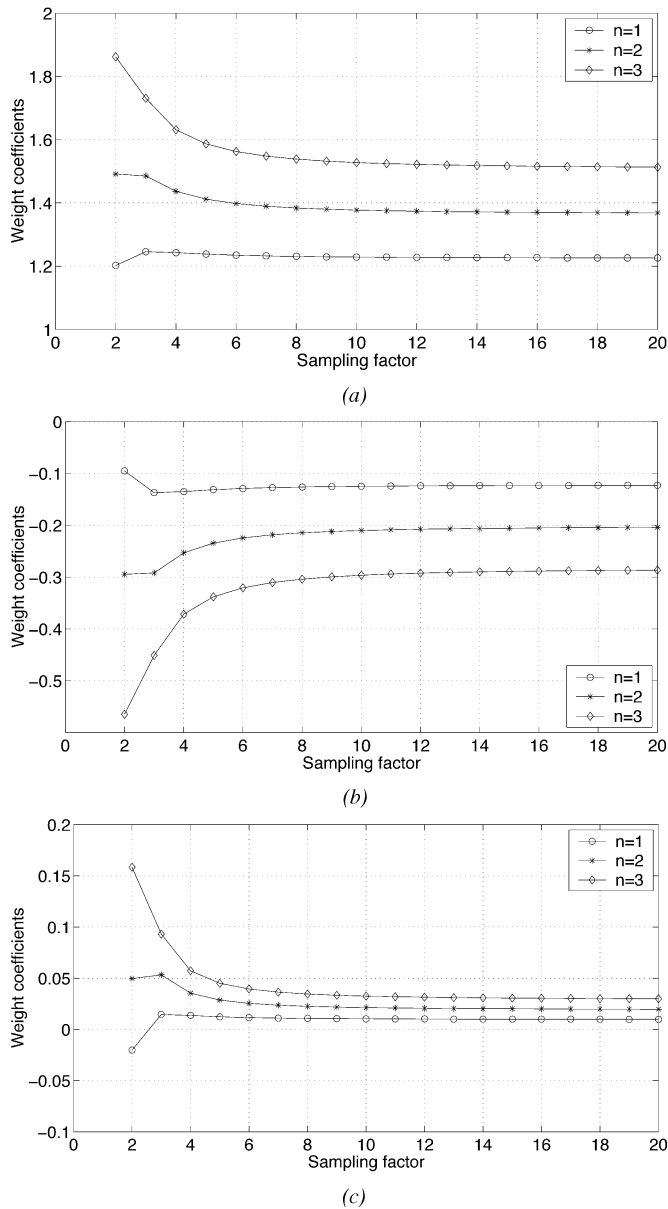 2
1.8
1.6
1.4
1.2
1
Weight coefficients
n=1
n=2
n=3
0 2 4 6 8 10 12 14 16 18 20
Sampling factor
(a)
0
−0.1
−0.2
−0.3
−0.4
−0.5
Weight coefficients
n=1
n=2
n=3
0 2 4 6 8 10 12 14 16 18 20
Sampling factor
(b)
0.2
0.15
0.1
0.05
0
−0.05
−0.1
Weight coefficients
n=1
n=2
n=3
0 2 4 6 8 10 12 14 16 18 20
Sampling factor
(c)